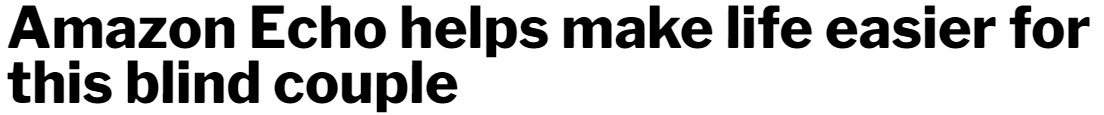 Amazon Echo helps make life easier for
this blind couple